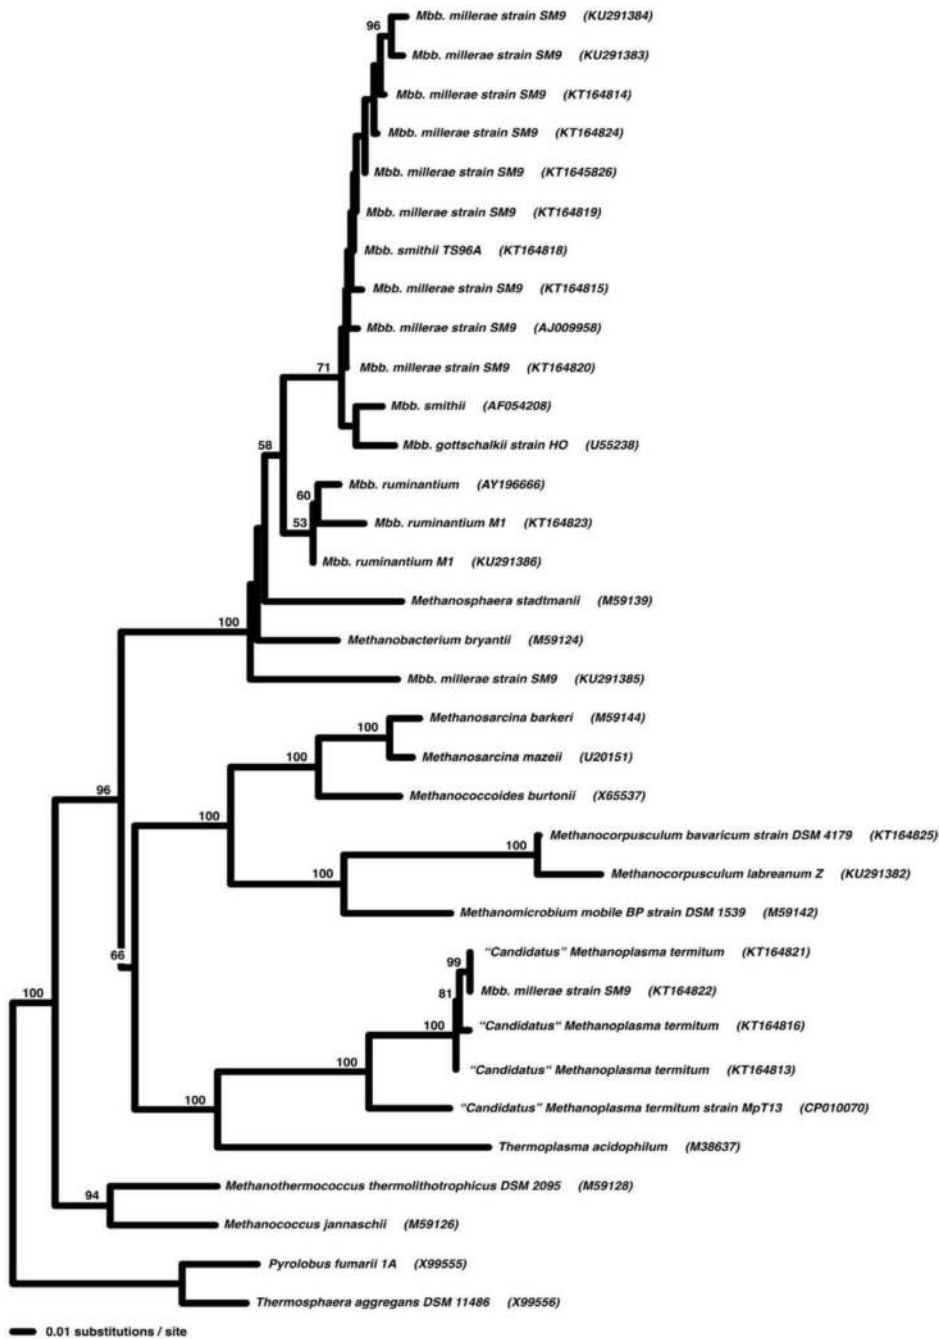 Mbb. millerae strain SM9 (KU291384)
96
Mbb. millerae strain SM9 (KU291383)
Mbb. millerae strain SM9 (KT164814)
Mbb. millerae strain SM9 (KT164824)
Mbb. millerae strain SM9 (KT1645826)
Mbb. millerae strain SM9 (KT164819)
Mbb. smithii TS96A (KT164818)
Mbb. millerae strain SM9 (KT164815)
Mbb. millerae strain SM9 (AJ009958)
71 Mbb. millerae strain SM9 (KT164820)
Mbb. smithii (AF054208)
58 Mbb. gottschalkii strain HO (U55238)
Mbb. ruminantium (AY196666)
60
53 Mbb. ruminantium M1 (KT164823)
Mbb. ruminantium M1 (KU291386)
Methanosphaera stadtmanii (M59139)
100
Methanobacterium bryantii (M59124)
Mbb. millerae strain SM9 (KU291385)
Methanosarcina barkeri (M59144)
100
Methanosarcina mazeii (U20151)
100
Methanococcoides burtonii (X65537)
96
100
Methanocorpusculum bavaricum strain DSM 4179 (KT164825)
100
100 Methanocorpusculum labreanum Z (KU291382)
Methanomicrobium mobile BP strain DSM 1539 (M59142)
"Candidatus" Methanoplasma termitum (KT164821)
66 99
Mbb. millerae strain SM9 (KT164822)
100 81
"Candidatus" Methanoplasma termitum (KT164816)
100
100 "Candidatus" Methanoplasma termitum (KT164813)
100
"Candidatus" Methanoplasma termitum strain MpT13 (CP010070)
Thermoplasma acidophilum (M38637)
Methanothermococcus thermolithotrophicus DSM 2095 (M59128)
94
Methanococcus jannaschii (M59126)
Pyrolobus fumarii 1A (X99555)
Thermosphaera aggregans DSM 11486 (X99556)
0.01 substitutions / site